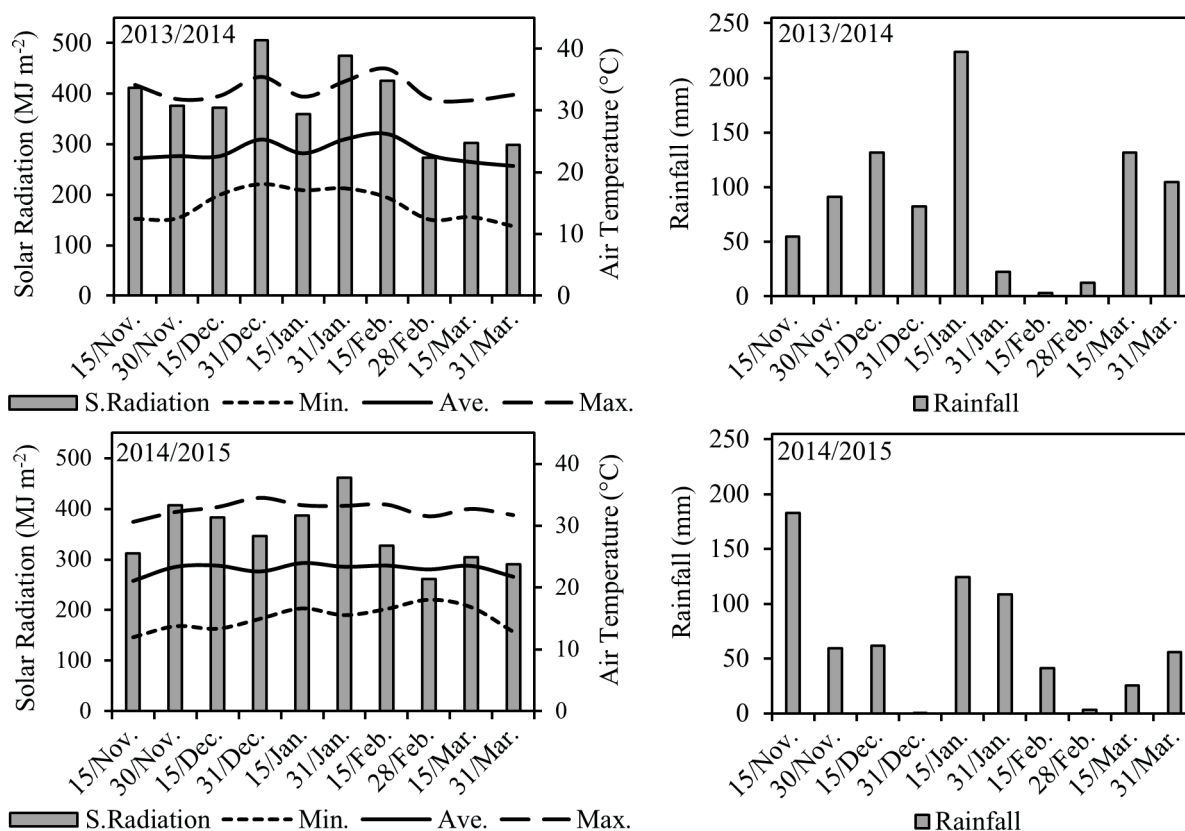 2013/2014
Solar Radiation (MJ m⁻²)
500
400
300
200
100
0
Air Temperature (°C)
40
30
20
10
0
15/Nov.
30/Nov.
15/Dec.
31/Dec.
15/Jan.
31/Jan.
15/Feb.
28/Feb.
15/Mar.
31/Mar.
S.Radiation Min. Ave. Max.
2013/2014
Rainfall (mm)
250
200
150
100
50
0
15/Nov.
30/Nov.
15/Dec.
31/Dec.
15/Jan.
31/Jan.
15/Feb.
28/Feb.
15/Mar.
31/Mar.
Rainfall
2014/2015
Solar Radiation (MJ m⁻²)
500
400
300
200
100
0
Air Temperature (°C)
40
30
20
10
0
15/Nov.
30/Nov.
15/Dec.
31/Dec.
15/Jan.
31/Jan.
15/Feb.
28/Feb.
15/Mar.
31/Mar.
S.Radiation Min. Ave. Max.
2014/2015
Rainfall (mm)
250
200
150
100
50
0
15/Nov.
30/Nov.
15/Dec.
31/Dec.
15/Jan.
31/Jan.
15/Feb.
28/Feb.
15/Mar.
31/Mar.
Rainfall